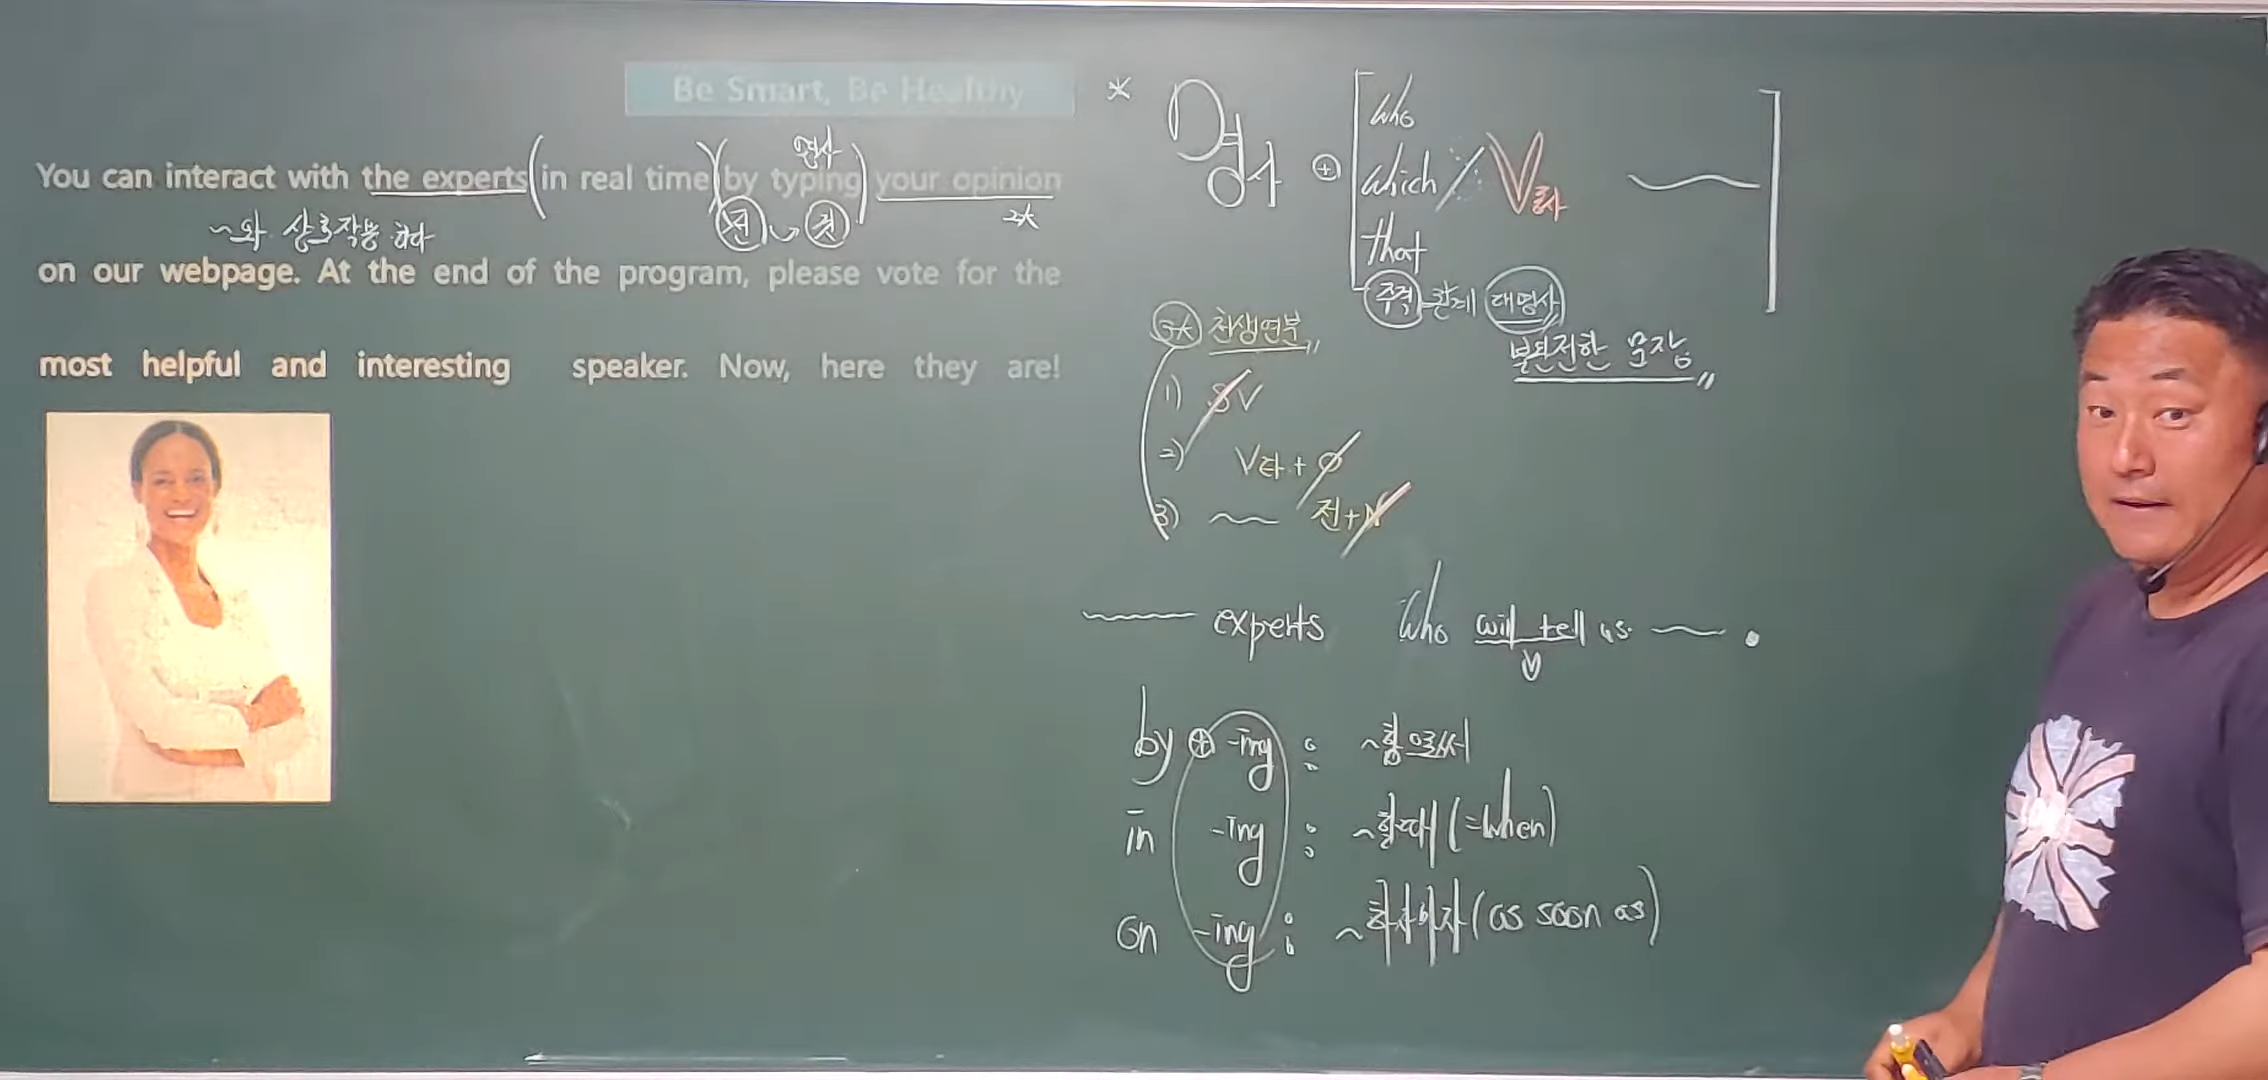 Be Smart, Be Healthy
명사
You can interact with the experts (in real time) (by typing) your opinion
전 것
~와 상호작용 하다
on our webpage. At the end of the program, please vote for the
most helpful and interesting speaker. Now, here they are!
* 명사 + [ who
which / V동사 ~ ]
that
주격 관계 대명사
불완전한 문장
1) SV
2) V타 + O
3) ~ 전+N
~ experts who will tell us ~ .
V
by + -ing : ~함으로써
in -ing : ~할때 (=when)
on -ing : ~하자마자 (as soon as)